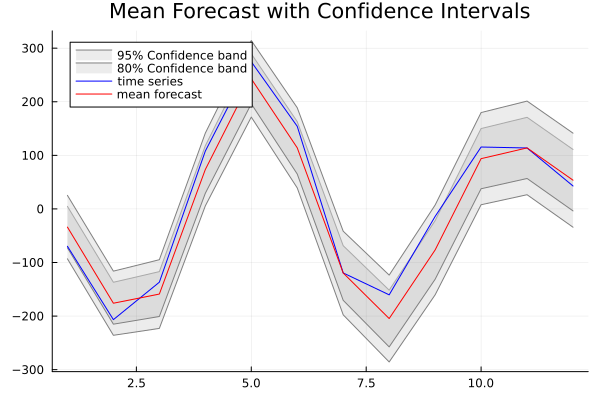 Mean Forecast with Confidence Intervals
300
95% Confidence band
80% Confidence band
time series
mean forecast
200
100
0
−100
−200
−300
2.5 5.0 7.5 10.0